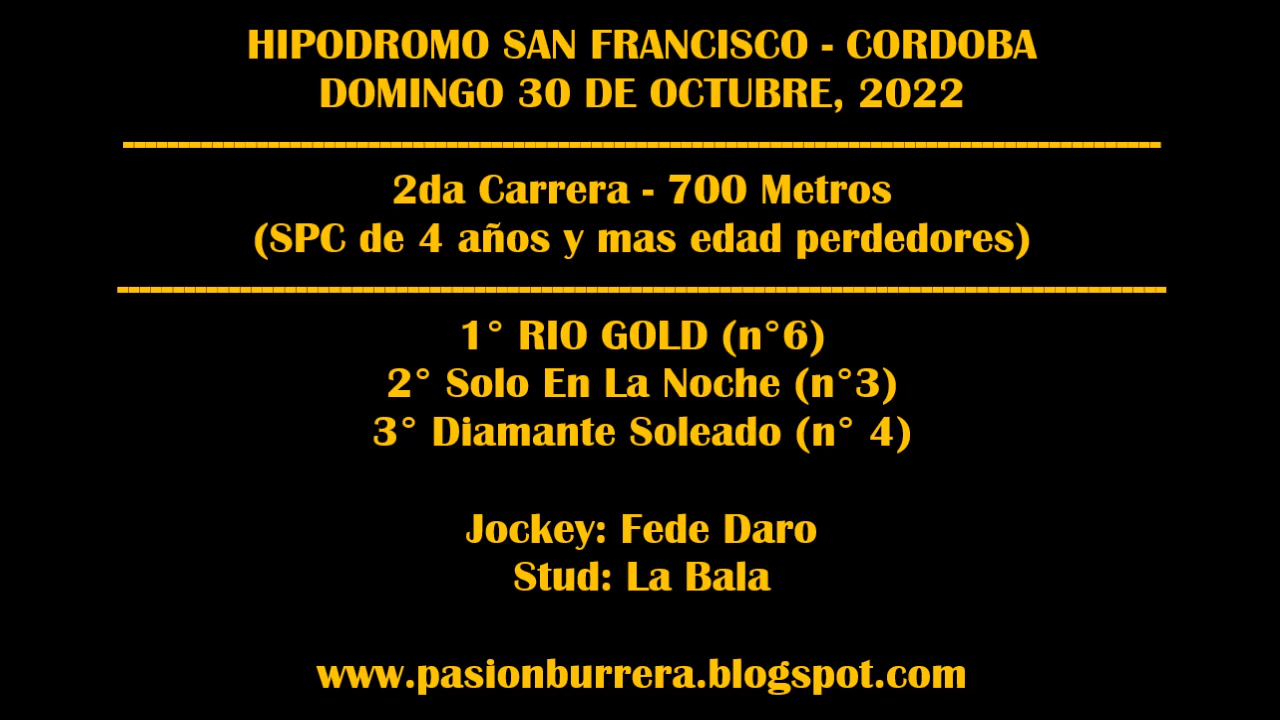 HIPODROMO SAN FRANCISCO - CORDOBA
DOMINGO 30 DE OCTUBRE, 2022
2da Carrera - 700 Metros
(SPC de 4 años y mas edad perdedores)
1° RIO GOLD (n°6)
2° Solo En La Noche (n°3)
3° Diamante Soleado (n° 4)
Jockey: Fede Daro
Stud: La Bala
www.pasionburrera.blogspot.com